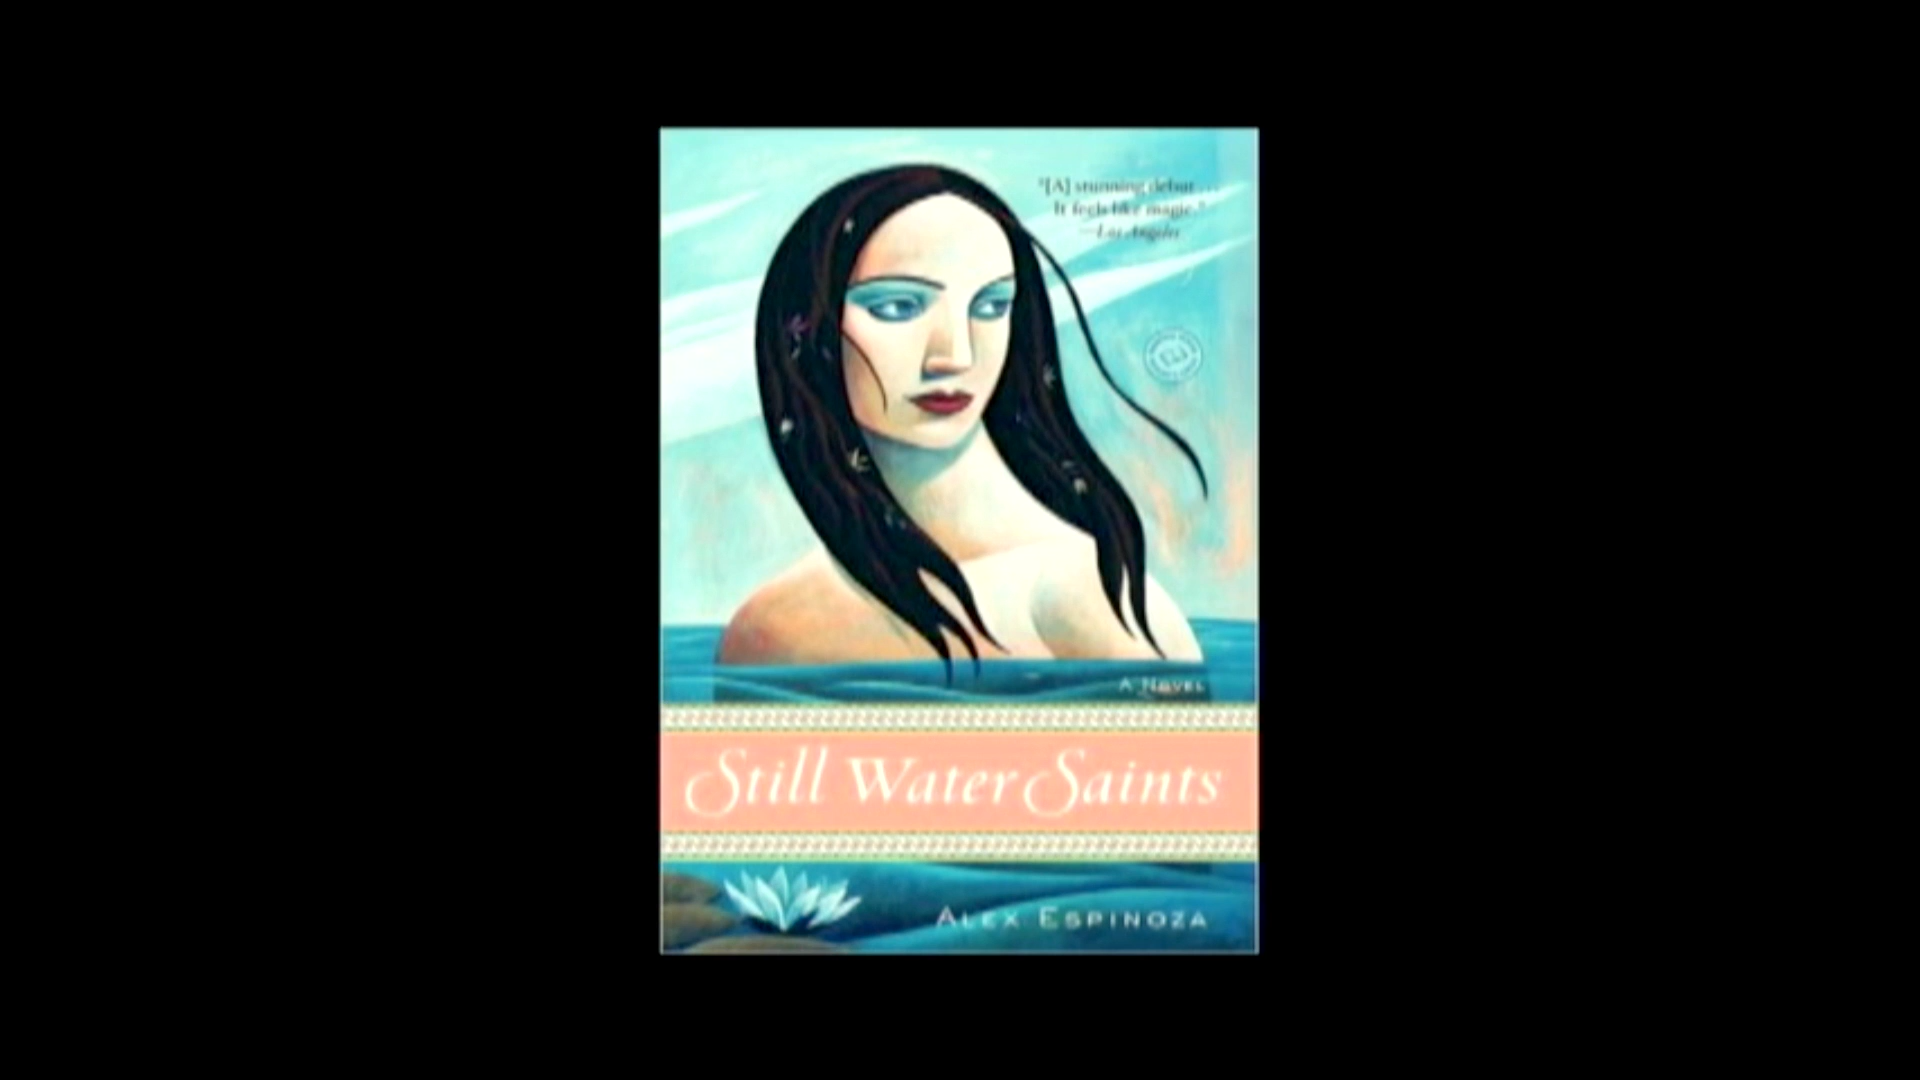 "[A] stunning debut . . .
It feels like magic."
—Los Angeles
A Novel
Still Water Saints
Alex Espinoza